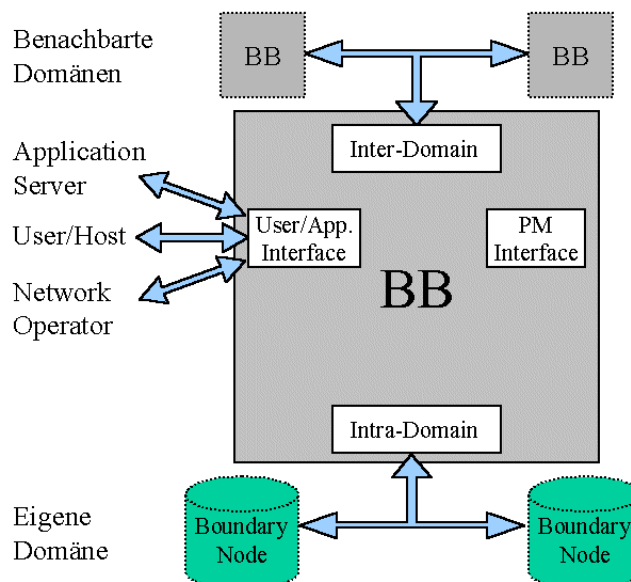 Benachbarte
Domänen
BB
BB
Inter-Domain
Application
Server
User/Host
Network
Operator
User/App.
Interface
PM
Interface
BB
Intra-Domain
Eigene
Domäne
Boundary
Node
Boundary
Node